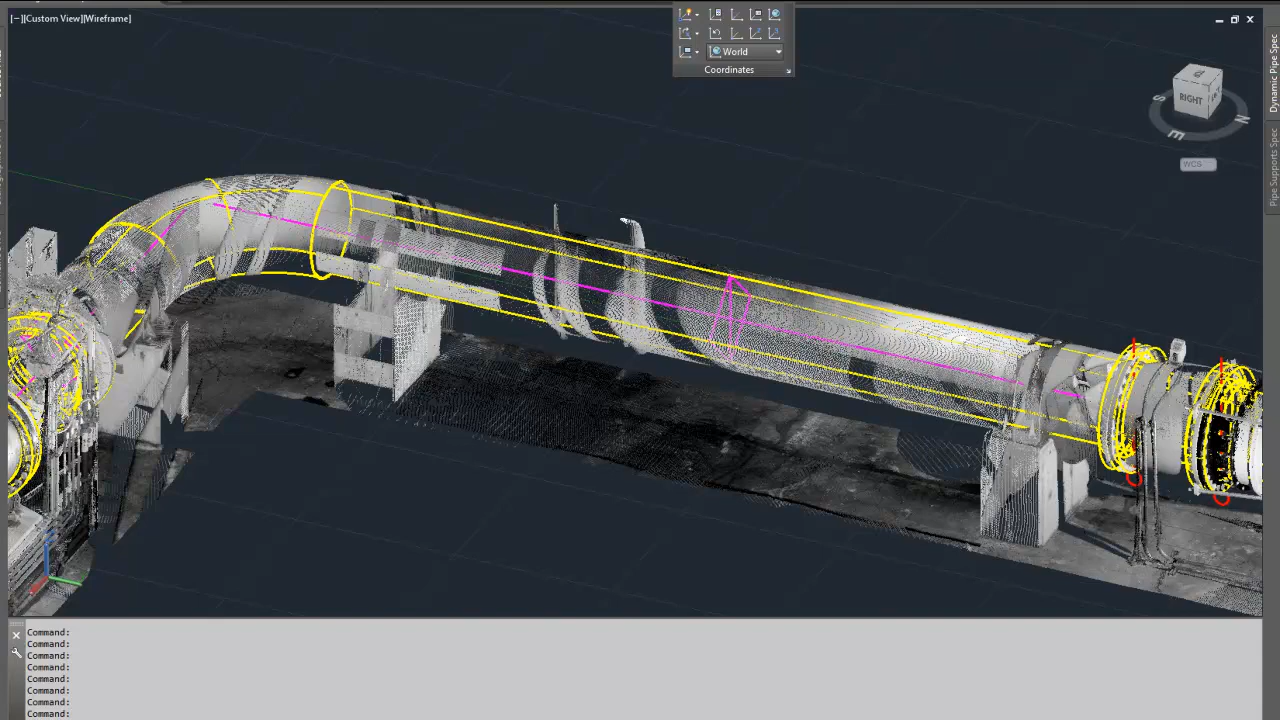 [−][Custom View][Wireframe]
World
Coordinates
RIGHT
S
E
N
WCS
Dynamic Pipe Spec
Pipe Supports Spec
Command:
Command:
Command:
Command:
Command:
Command:
Command:
Command: